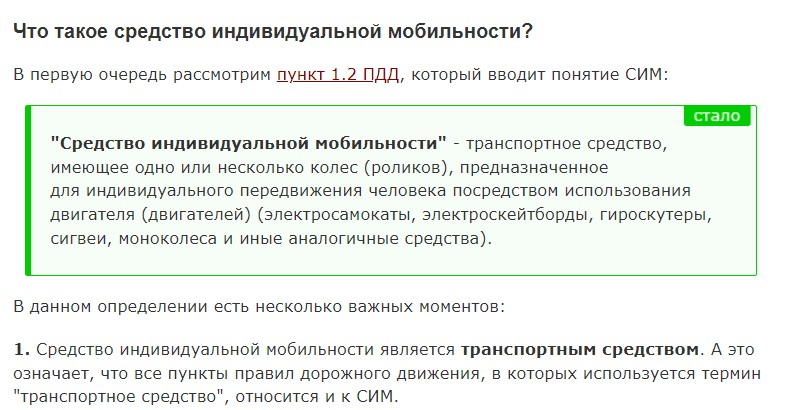 Что такое средство индивидуальной мобильности?
В первую очередь рассмотрим пункт 1.2 ПДД, который вводит понятие СИМ:
стало
"Средство индивидуальной мобильности" - транспортное средство,
имеющее одно или несколько колес (роликов), предназначенное
для индивидуального передвижения человека посредством использования
двигателя (двигателей) (электросамокаты, электроскейтборды, гироскутеры,
сигвеи, моноколеса и иные аналогичные средства).
В данном определении есть несколько важных моментов:
1. Средство индивидуальной мобильности является транспортным средством. А это
означает, что все пункты правил дорожного движения, в которых используется термин
"транспортное средство", относится и к СИМ.